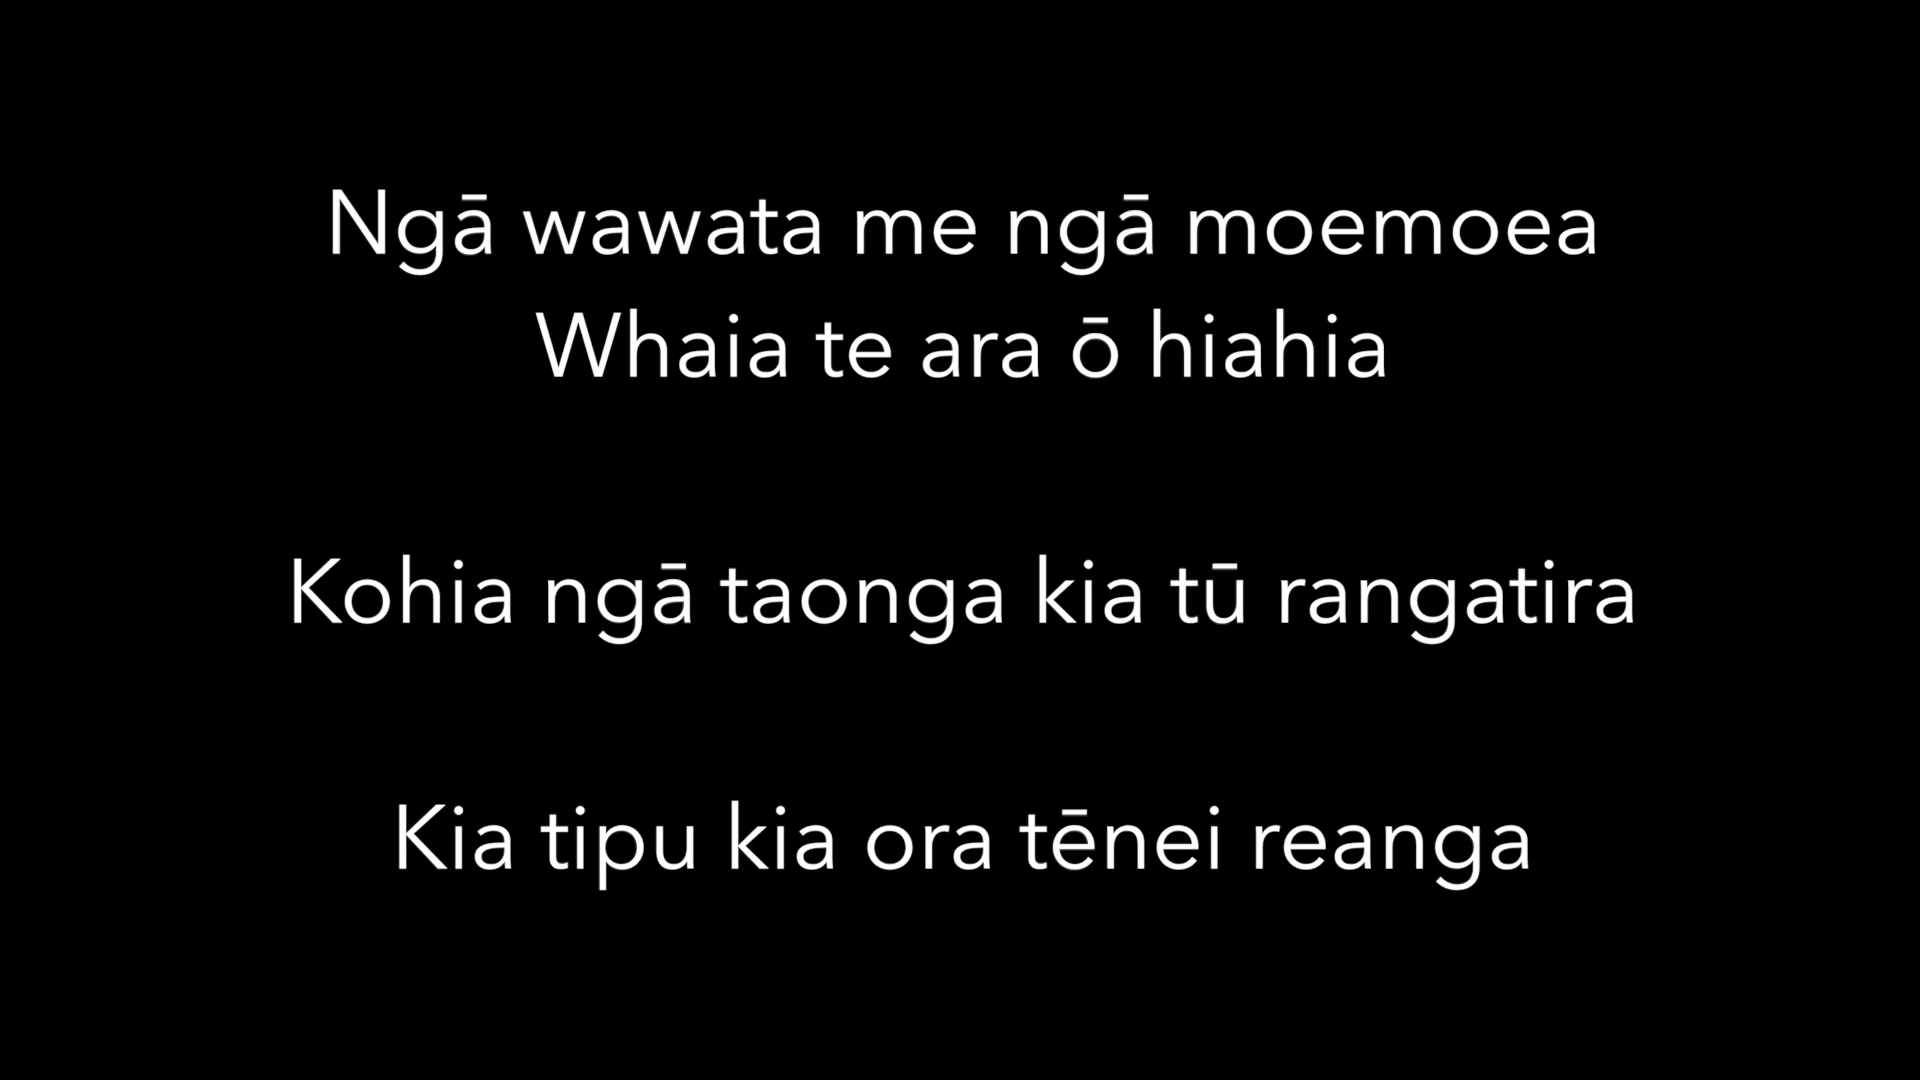 Ngā wawata me ngā moemoea
Whaia te ara ō hiahia
Kohia ngā taonga kia tū rangatira
Kia tipu kia ora tēnei reanga